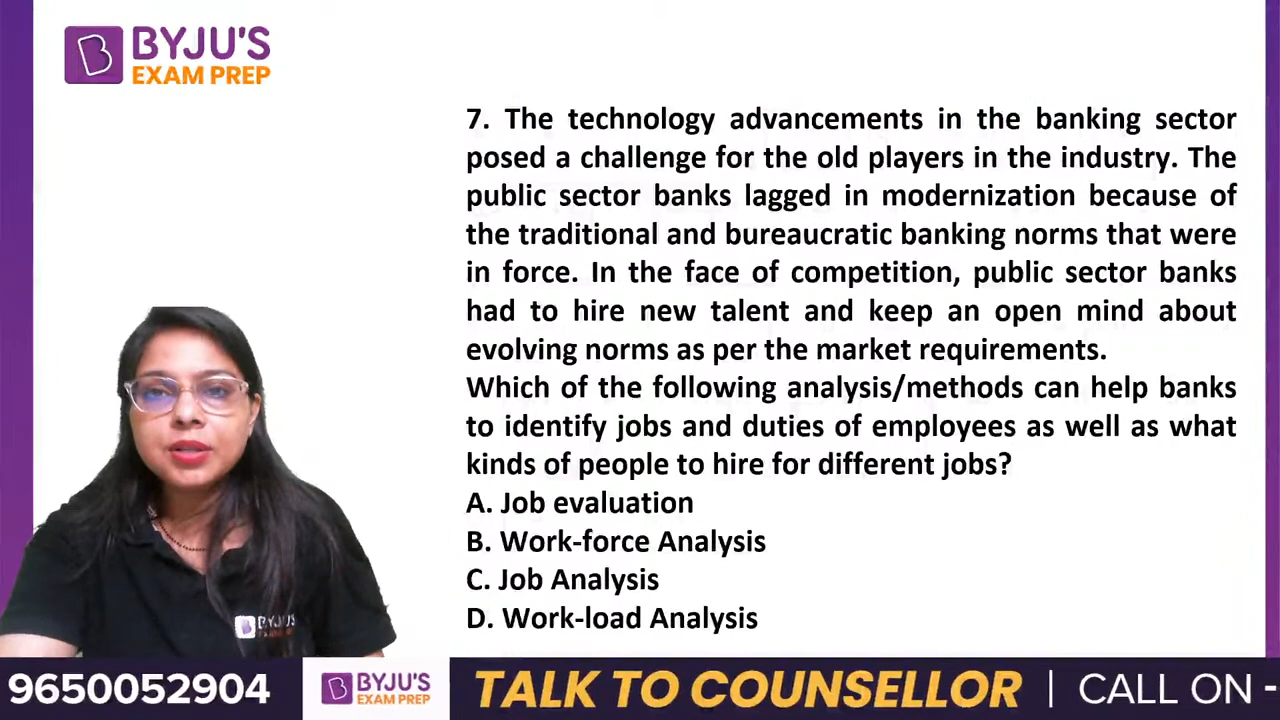 BYJU'S
EXAM PREP
7. The technology advancements in the banking sector
posed a challenge for the old players in the industry. The
public sector banks lagged in modernization because of
the traditional and bureaucratic banking norms that were
in force. In the face of competition, public sector banks
had to hire new talent and keep an open mind about
evolving norms as per the market requirements.
Which of the following analysis/methods can help banks
to identify jobs and duties of employees as well as what
kinds of people to hire for different jobs?
A. Job evaluation
B. Work-force Analysis
C. Job Analysis
D. Work-load Analysis
BYJU'S
EXAM PREP
9650052904
BYJU'S
EXAM PREP
TALK TO COUNSELLOR | CALL ON -